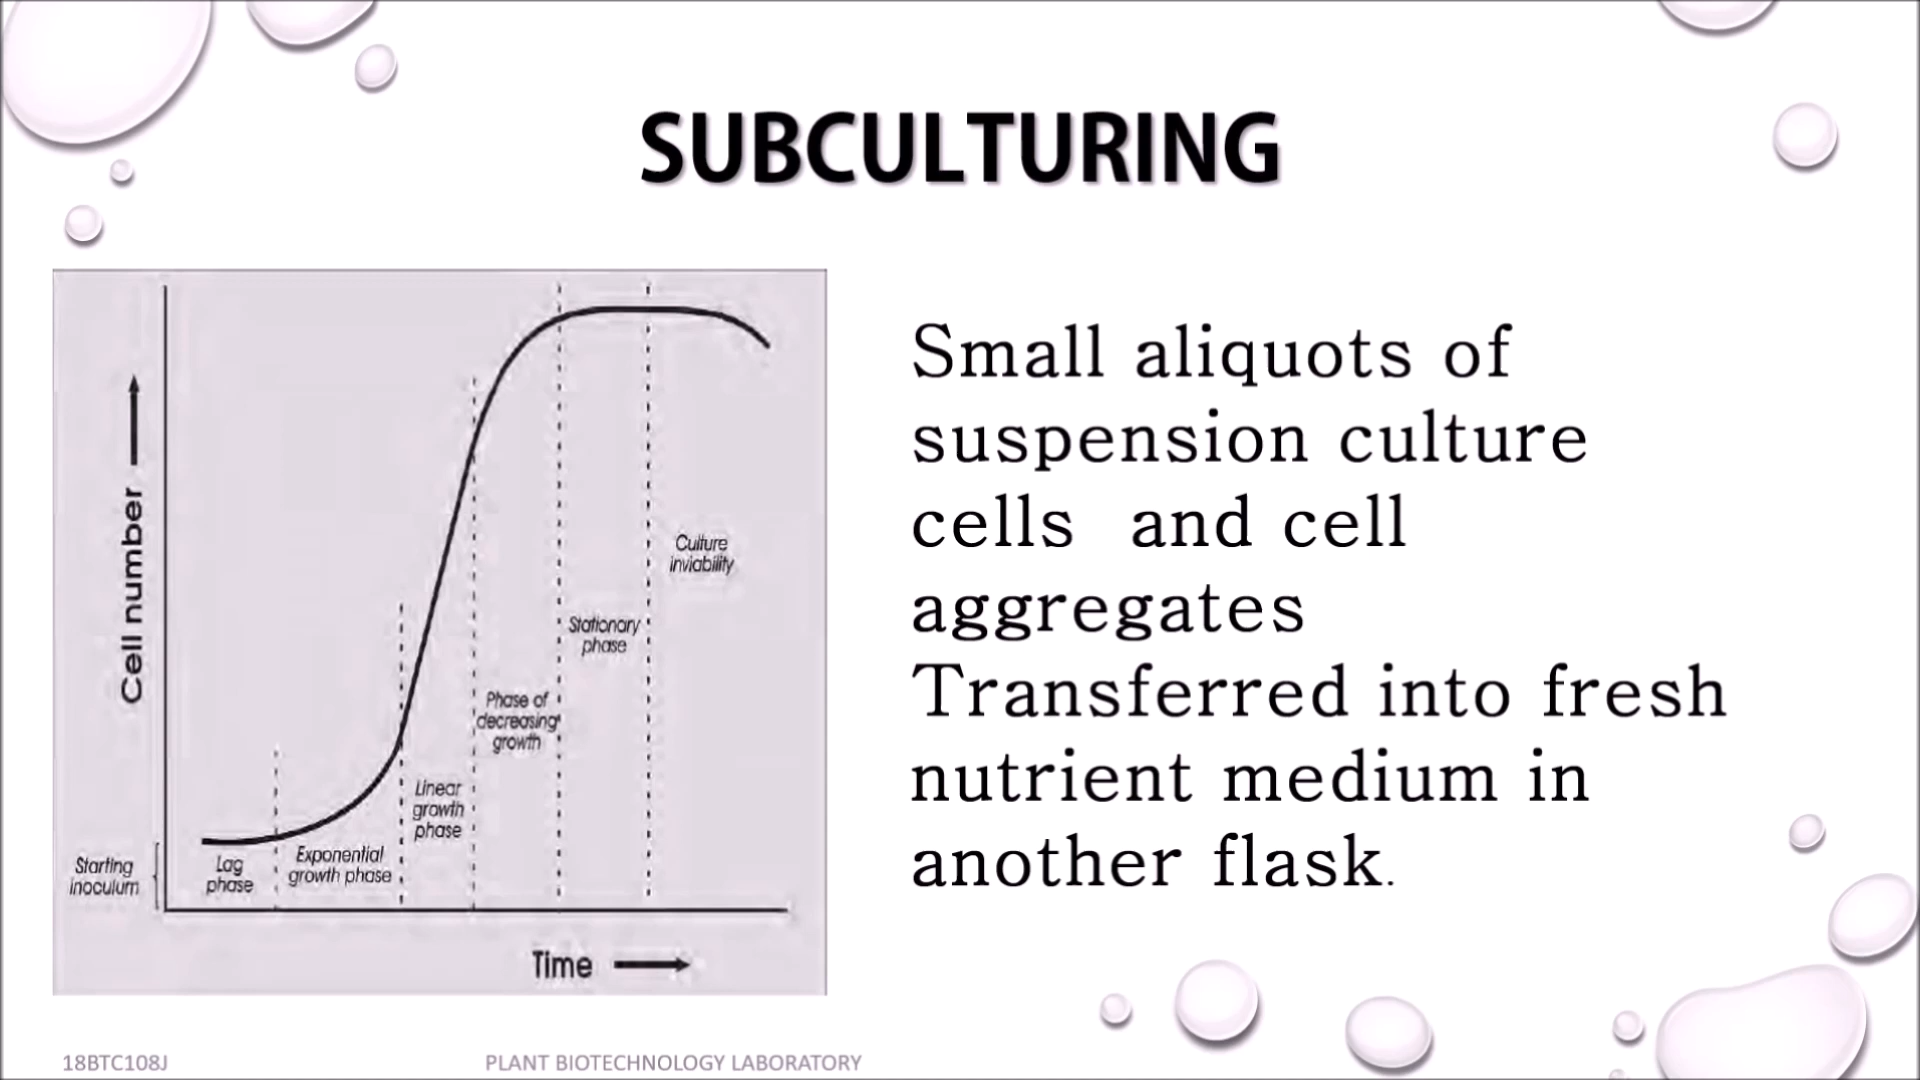 SUBCULTURING
Cell number
Starting
inoculum
Lag
phase
Exponential
growth phase
Linear
growth
phase
Phase of
decreasing
growth
Stationary
phase
Culture
inviability
Time
Small aliquots of
suspension culture
cells and cell
aggregates
Transferred into fresh
nutrient medium in
another flask.
18BTC108J
PLANT BIOTECHNOLOGY LABORATORY